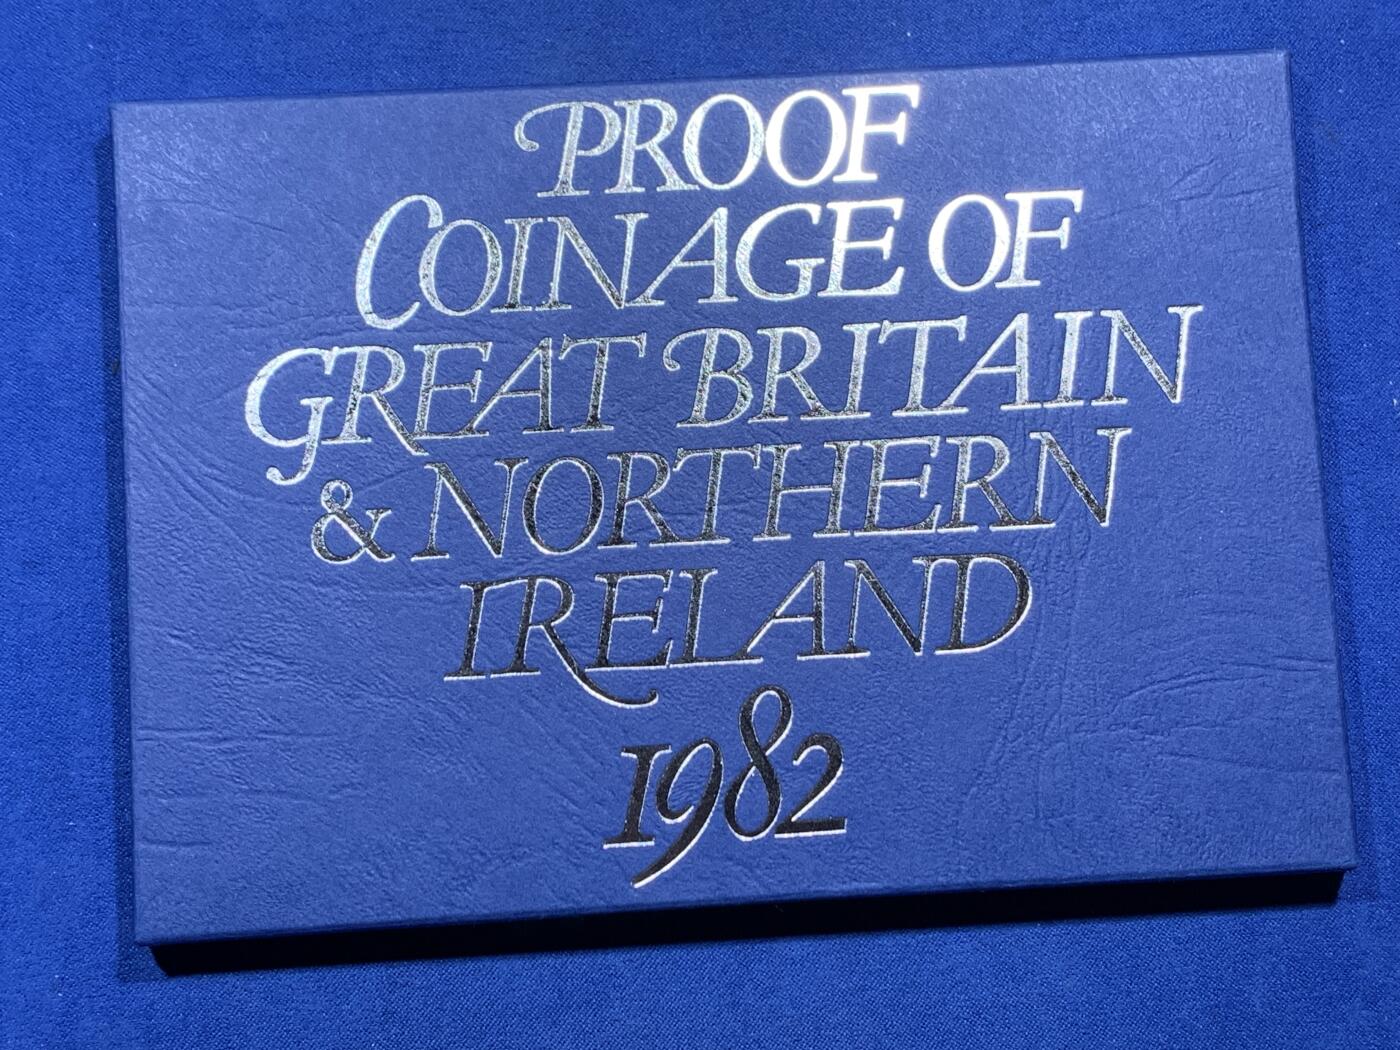 PROOF
COINAGE OF
GREAT BRITAIN
& NORTHERN
IRELAND
1982